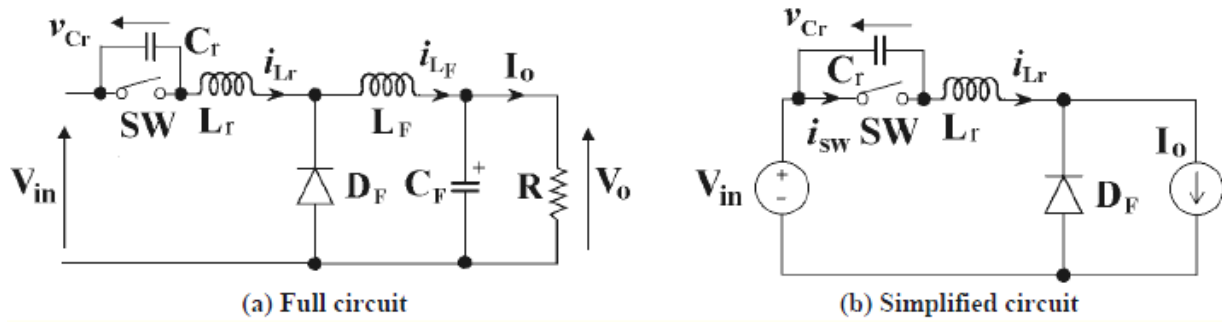 vCr
Cr
iLr
iLF
Io
SW
Lr
LF
Vin
DF
CF
+
R
Vo
(a) Full circuit
vCr
Cr
iLr
isw
SW
Lr
Io
Vin
+
-
DF
(b) Simplified circuit